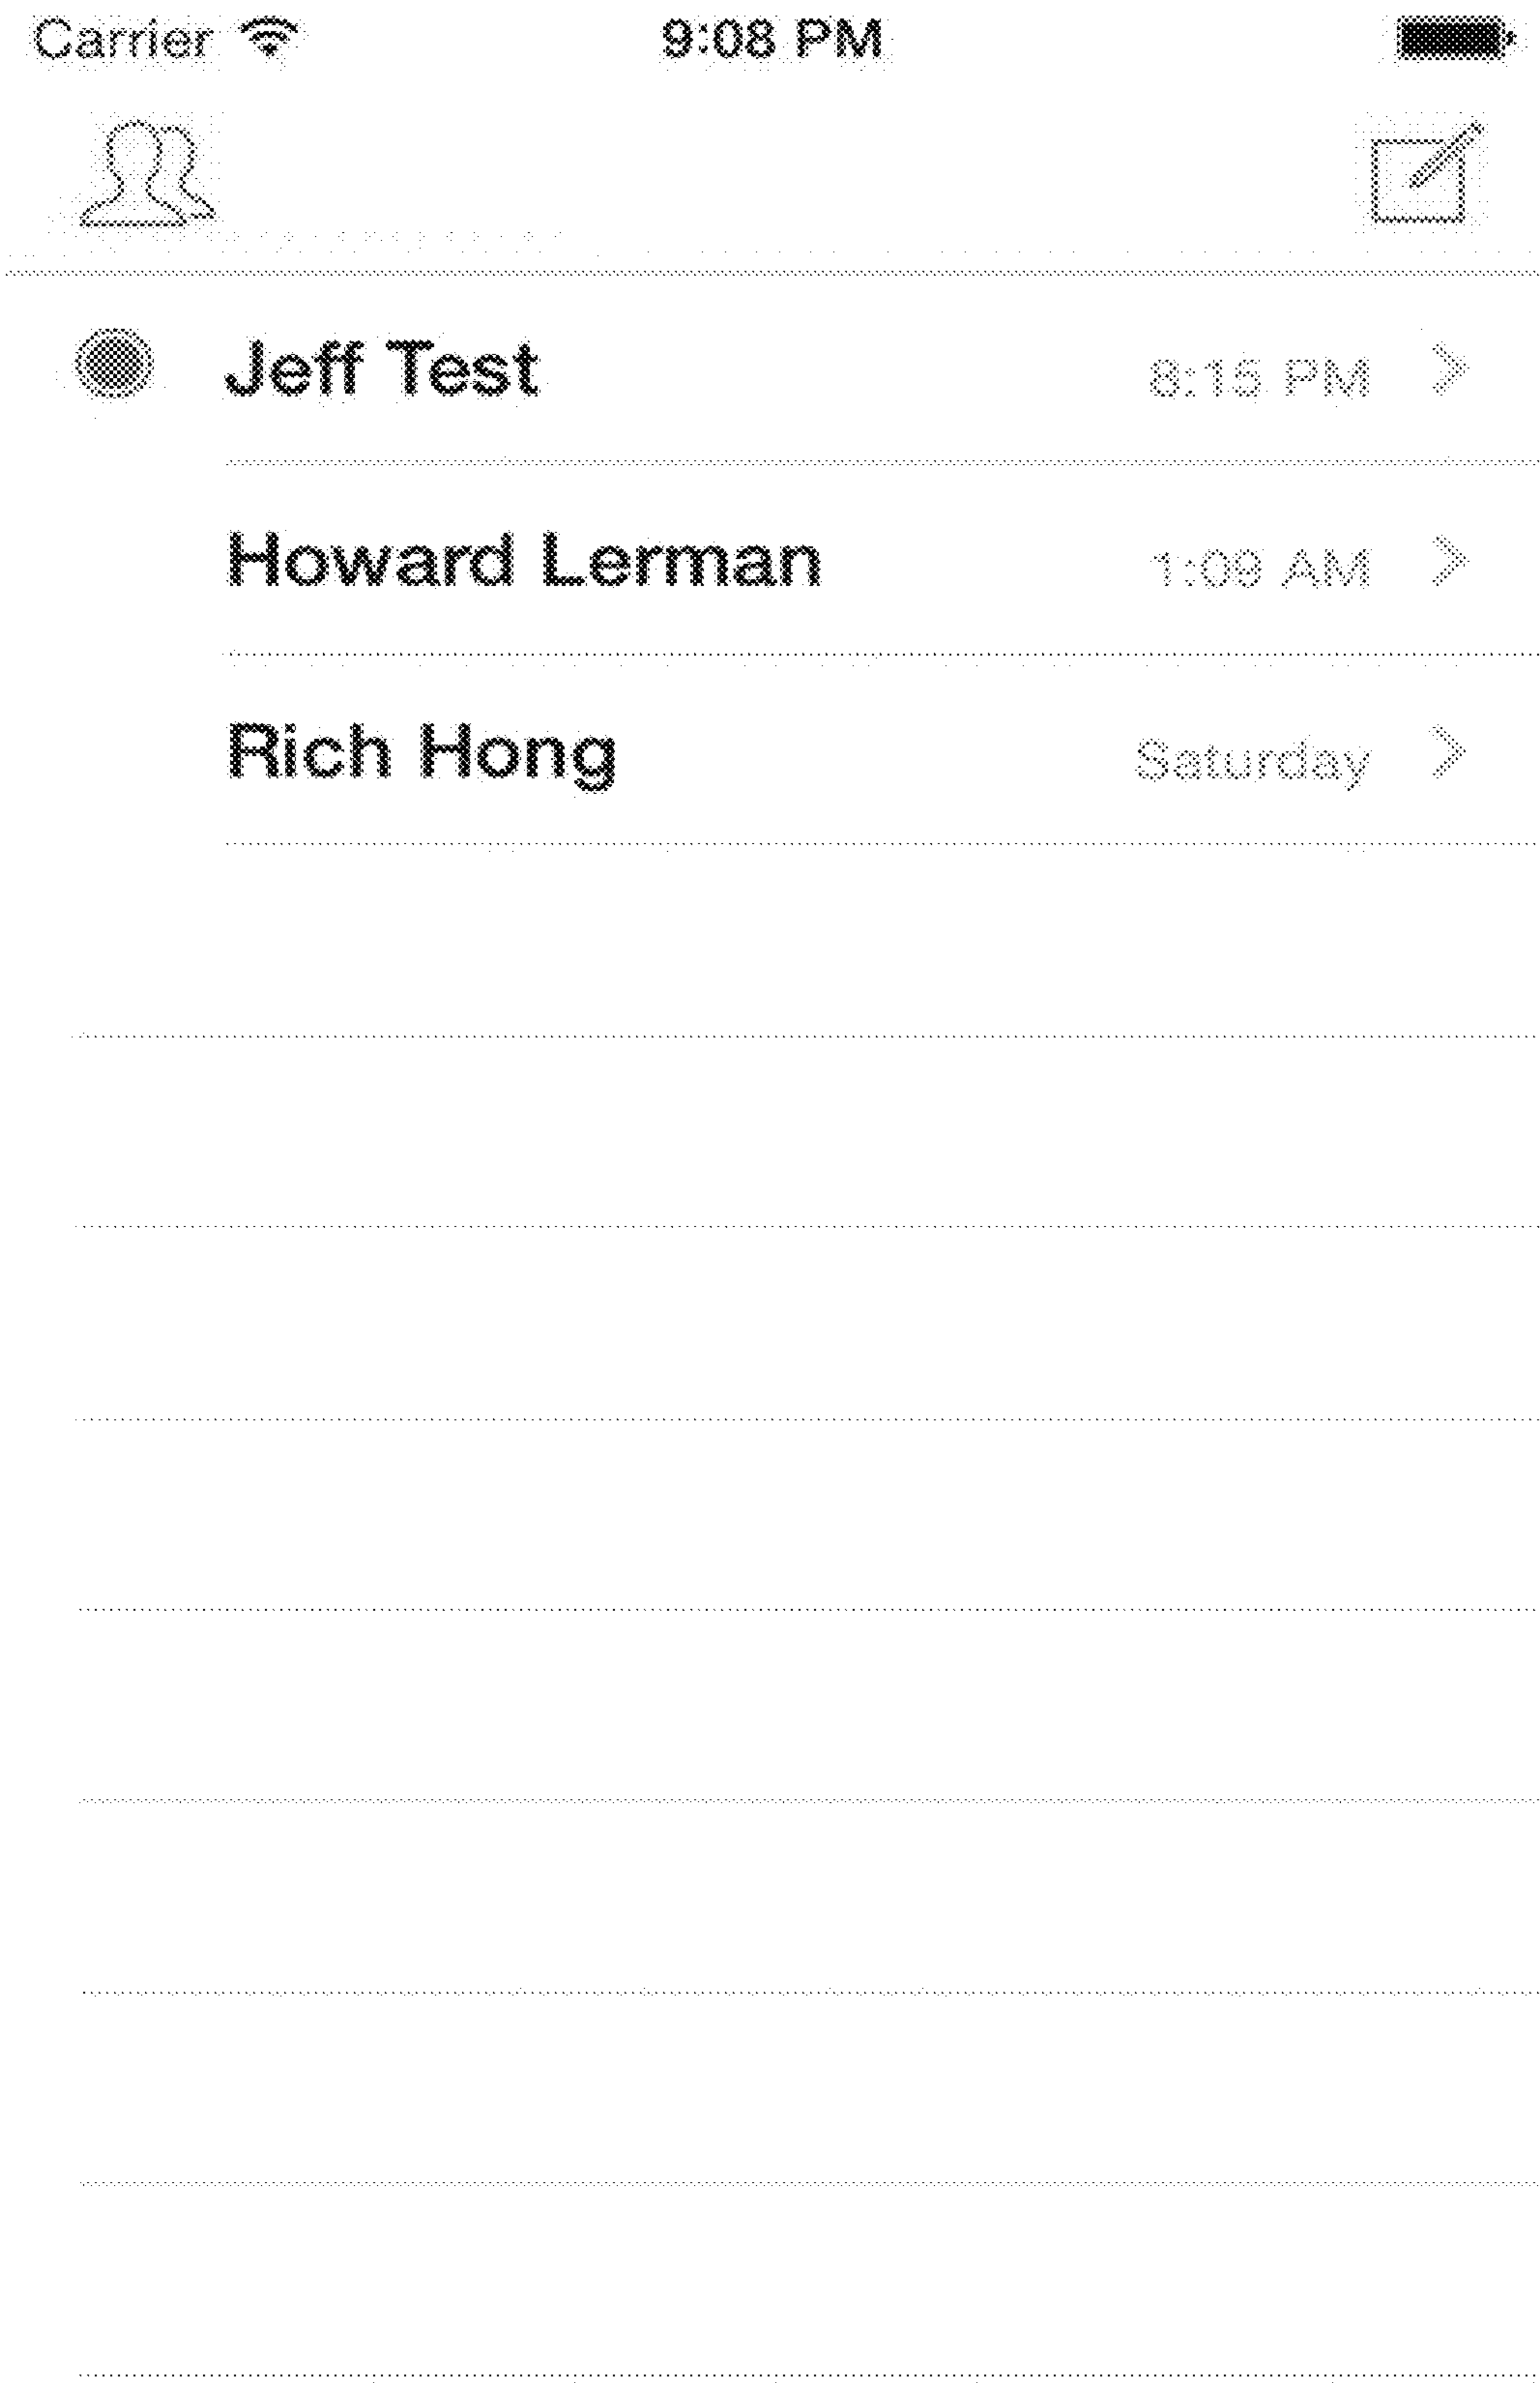 Carrier 9:08 PM
Jeff Test 8:15 PM
Howard Lerman 1:09 AM
Rich Hong Saturday